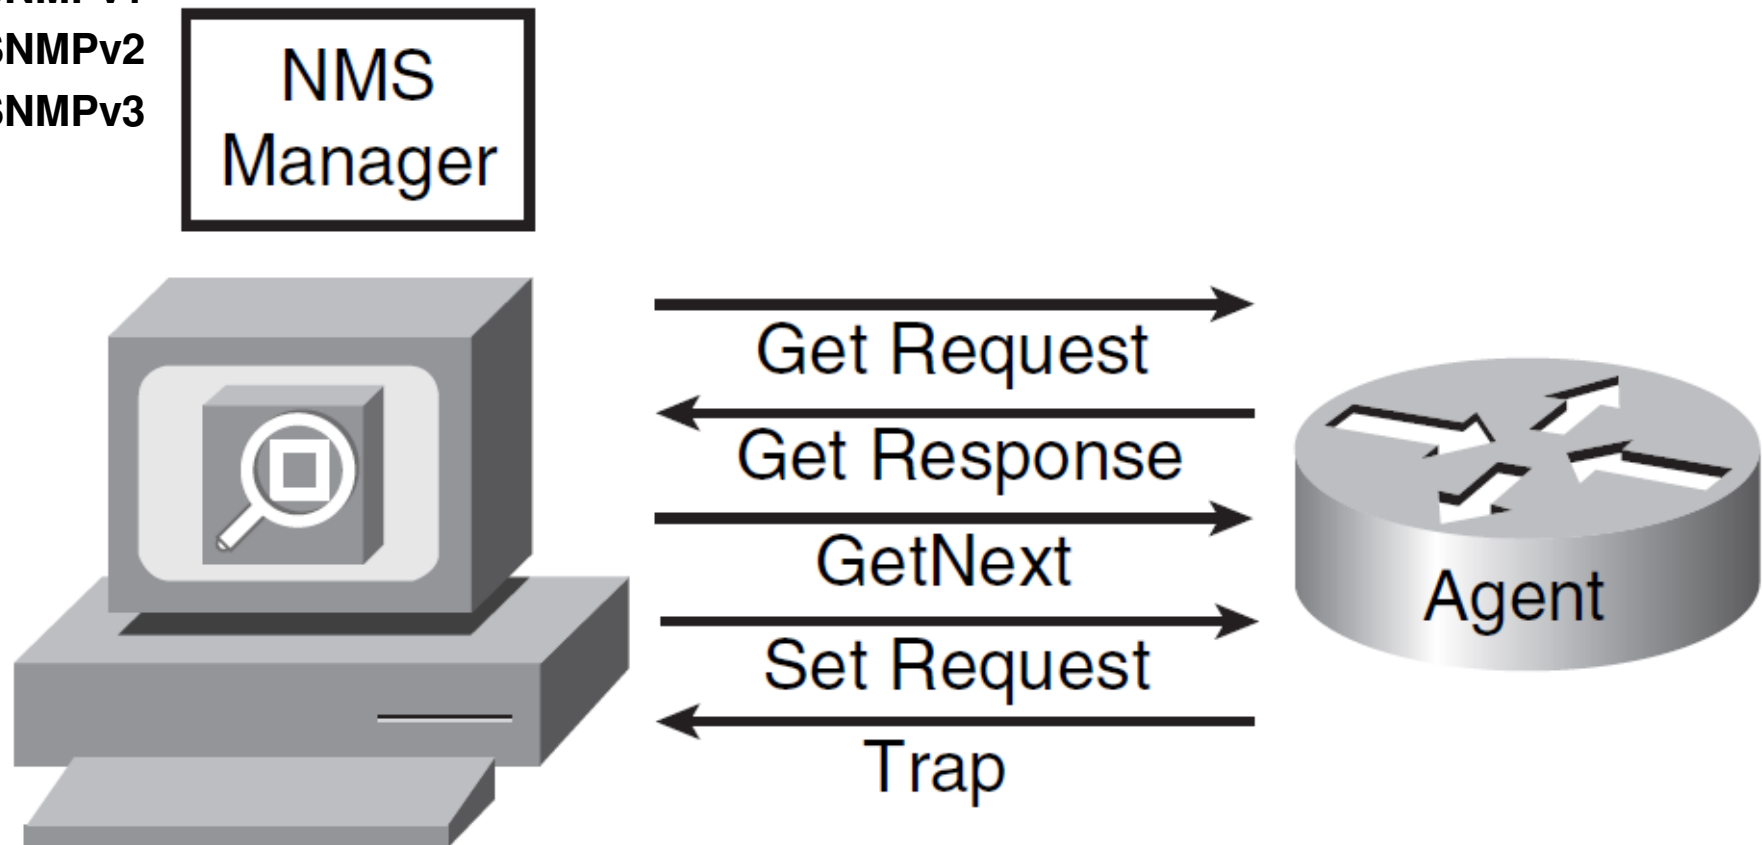 SNMPv2
SNMPv3
NMS
Manager
Get Request
Get Response
GetNext
Set Request
Trap
Agent